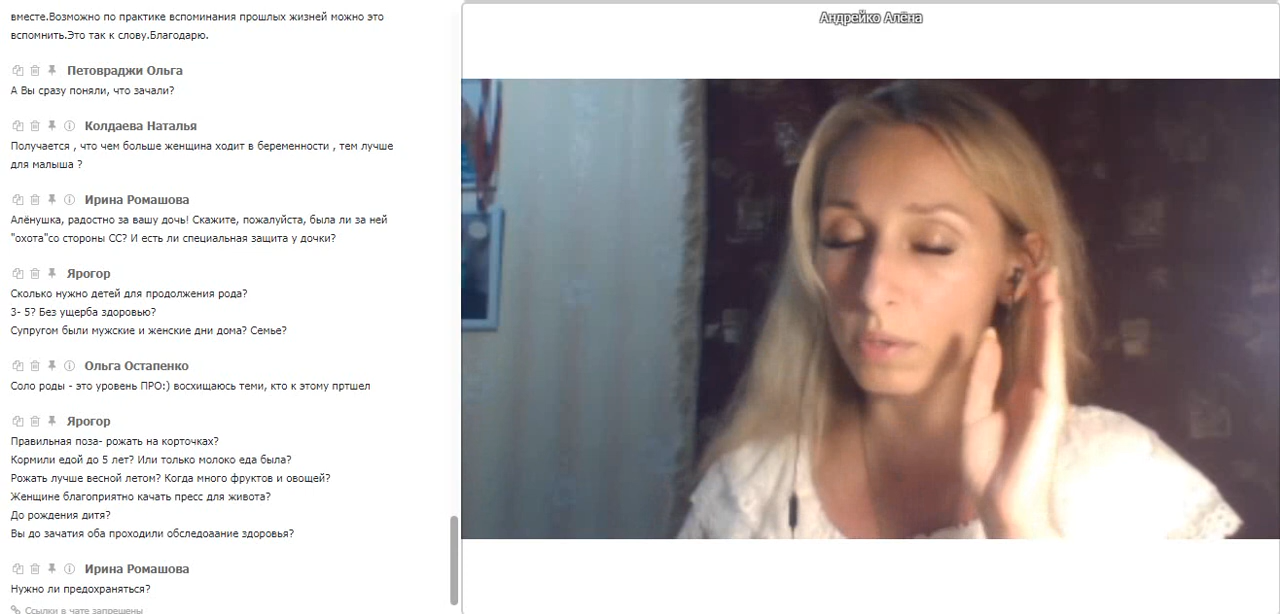 вместе.Возможно по практике вспоминания прошлых жизней можно это
вспомнить.Это так к слову.Благодарю.
Петовраджи Ольга
А Вы сразу поняли, что зачали?
Колдаева Наталья
Получается , что чем больше женщина ходит в беременности , тем лучше
для малыша ?
Ирина Ромашова
Алёнушка, радостно за вашу дочь! Скажите, пожалуйста, была ли за ней
"охота"со стороны СС? И есть ли специальная защита у дочки?
Ярогор
Сколько нужно детей для продолжения рода?
3- 5? Без ущерба здоровью?
Супругом были мужские и женские дни дома? Семье?
Ольга Остапенко
Соло роды - это уровень ПРО:) восхищаюсь теми, кто к этому пртшел
Ярогор
Правильная поза- рожать на корточках?
Кормили едой до 5 лет? Или только молоко еда была?
Рожать лучше весной летом? Когда много фруктов и овощей?
Женщине благоприятно качать пресс для живота?
До рождения дитя?
Вы до зачатия оба проходили обследоаание здоровья?
Ирина Ромашова
Нужно ли предохраняться?
Ссылки в чате запрещены
Андрейко Алёна